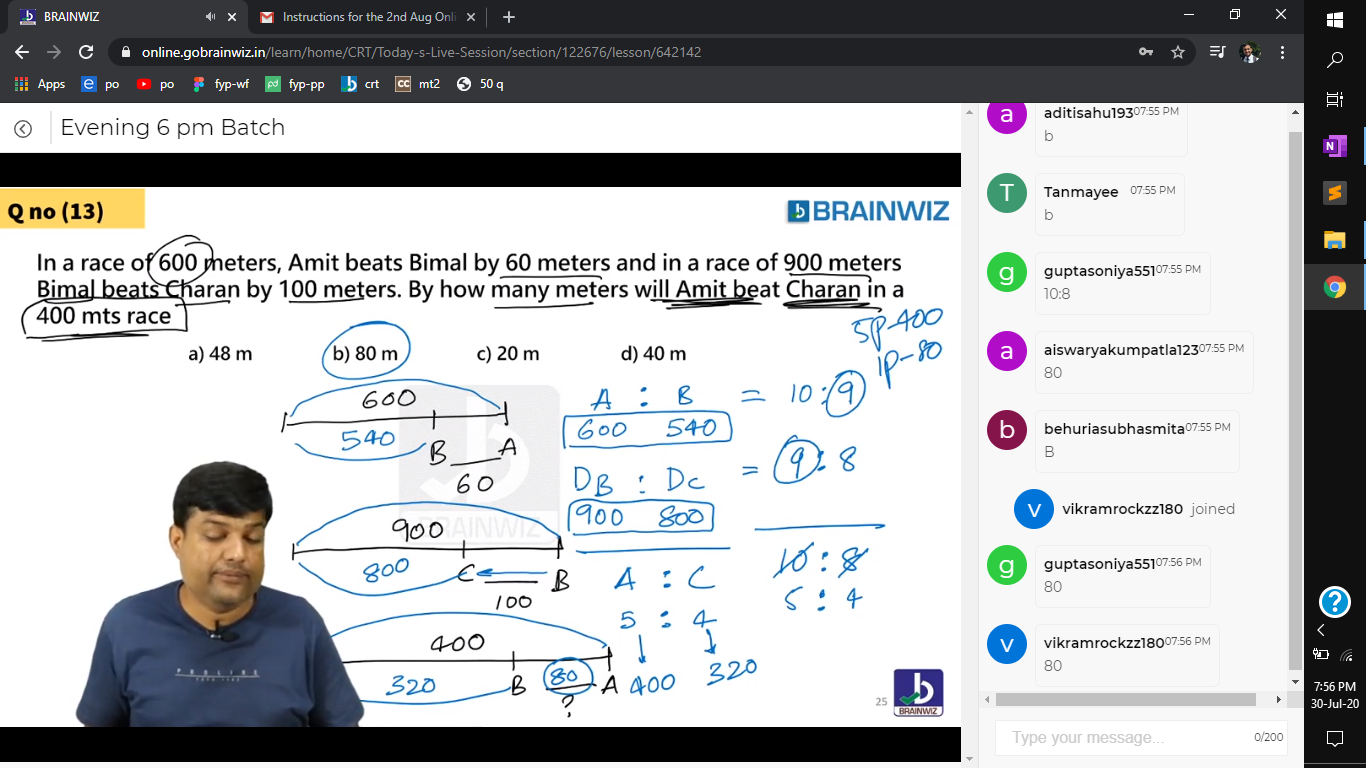 BRAINWIZ
Instructions for the 2nd Aug Onli
online.gobrainwiz.in/learn/home/CRT/Today-s-Live-Session/section/122676/lesson/642142
Apps po po fyp-wf fyp-pp crt mt2 50 q
Evening 6 pm Batch
Q no (13)
BRAINWIZ
In a race of 600 meters, Amit beats Bimal by 60 meters and in a race of 900 meters
Bimal beats Charan by 100 meters. By how many meters will Amit beat Charan in a
400 mts race
a) 48 m b) 80 m c) 20 m d) 40 m
5p-400
1p-80
600
540
B A
60
A : B = 10:9
600 540
DB : DC = 9:8
900 800
900
800
C B
100
A : C 10 : 8
5 : 4 5 : 4
400 320
400
320 B 80 A
?
BRAINWIZ
25
BRAINWIZ
aditisahu193 07:55 PM
b
T Tanmayee 07:55 PM
b
g guptasoniya551 07:55 PM
10:8
a aiswaryakumpatla123 07:55 PM
80
b behuriasubhasmita 07:55 PM
B
v vikramrockzz180 joined
g guptasoniya551 07:56 PM
80
v vikramrockzz180 07:56 PM
80
Type your message... 0/200
7:56 PM
30-Jul-20